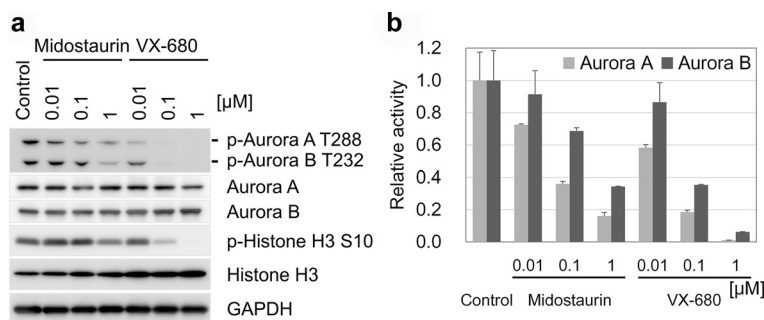 a
Midostaurin VX-680
Control 0.01 0.1 1 0.01 0.1 1 [µM]
p-Aurora A T288
p-Aurora B T232
Aurora A
Aurora B
p-Histone H3 S10
Histone H3
GAPDH
b
Relative activity
1.2
1.0
0.8
0.6
0.4
0.2
0.0
Aurora A Aurora B
0.01 0.1 1 0.01 0.1 1
[µM]
Control Midostaurin VX-680